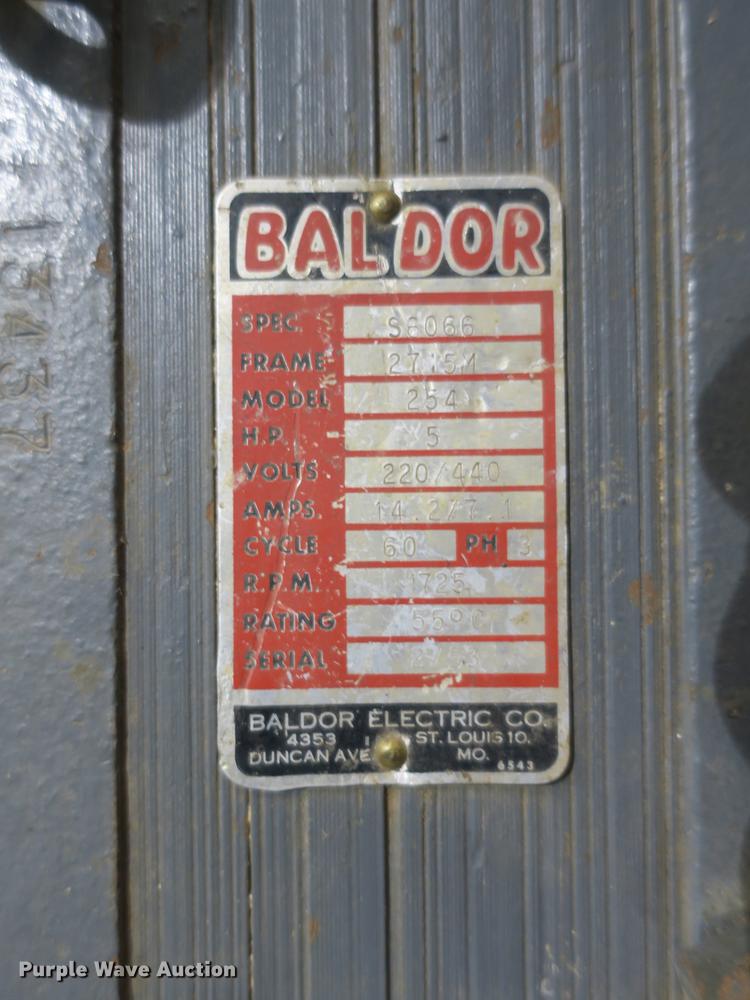 BALDOR
SPEC. S8066
FRAME
MODEL 254
H.P. 5
VOLTS 220/440
AMPS. 14.2/7.1
CYCLE 60 PH 3
R.P.M. 1725
RATING 55°C
SERIAL
BALDOR ELECTRIC CO.
4353 ST. LOUIS 10,
DUNCAN AVE. MO.
6543
13437
Purple Wave Auction